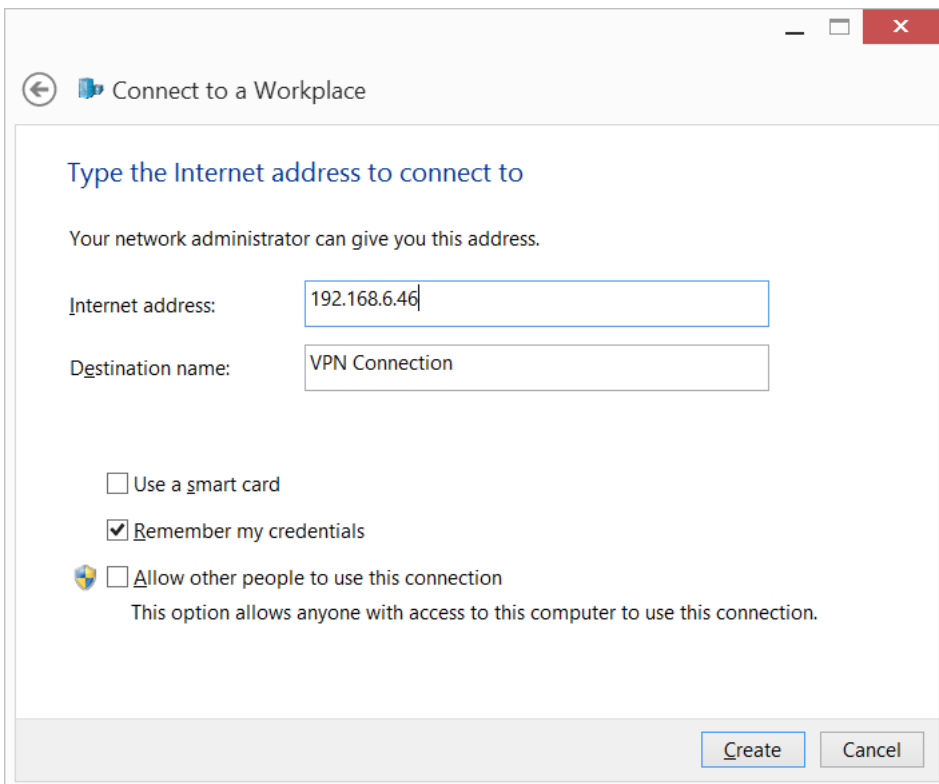 Connect to a Workplace
Type the Internet address to connect to
Your network administrator can give you this address.
Internet address: 192.168.6.46
Destination name: VPN Connection
Use a smart card
Remember my credentials
Allow other people to use this connection
This option allows anyone with access to this computer to use this connection.
Create Cancel